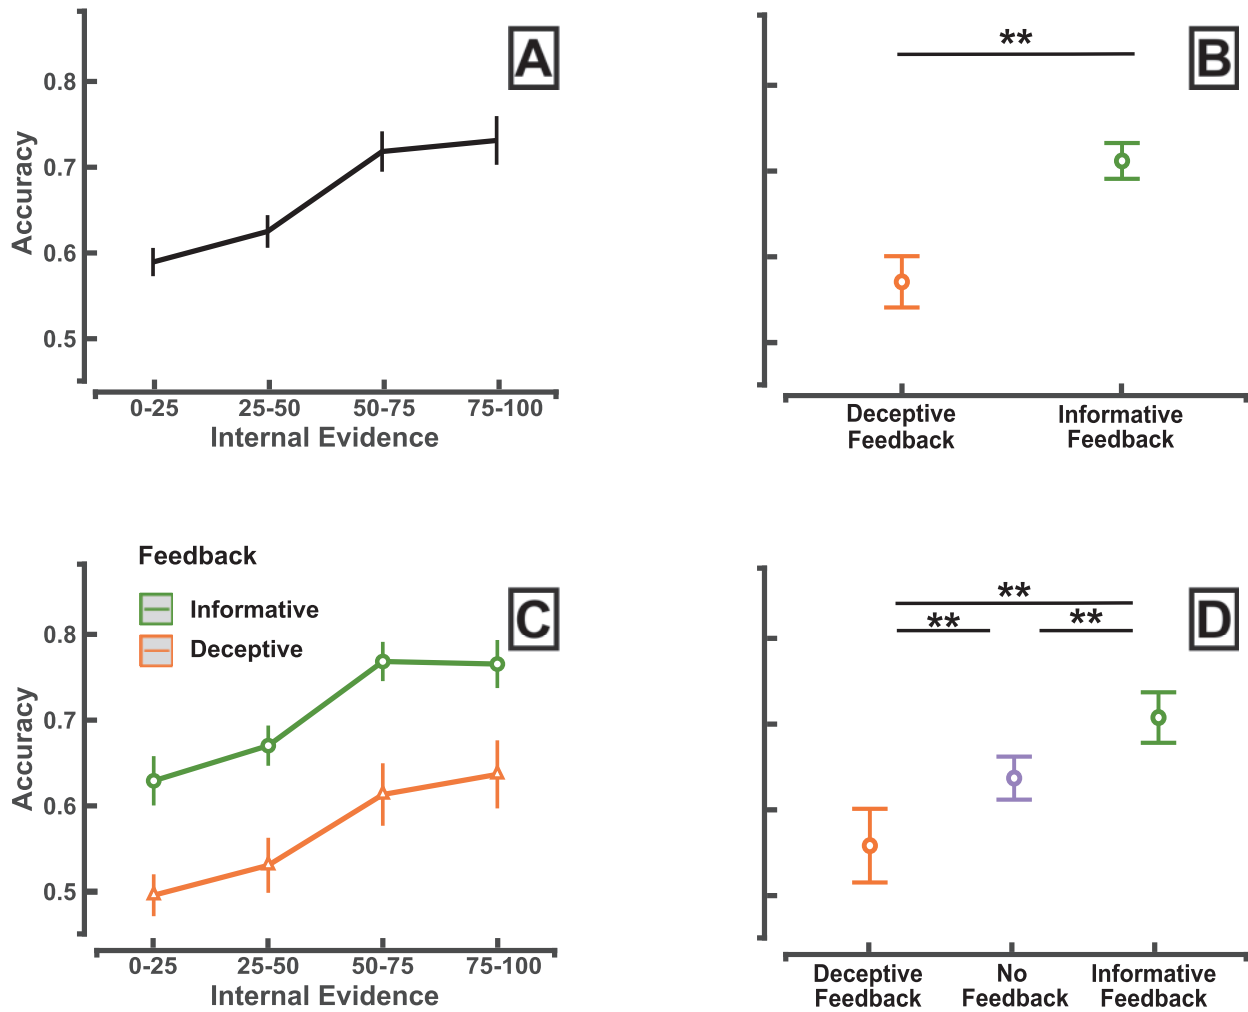 A
0.8
0.7
0.6
0.5
Accuracy
0-25 25-50 50-75 75-100
Internal Evidence
**
B
Deceptive Feedback
Informative Feedback
Feedback
Informative
Deceptive
C
0.8
0.7
0.6
0.5
Accuracy
0-25 25-50 50-75 75-100
Internal Evidence
**
** **
D
Deceptive Feedback
No Feedback
Informative Feedback